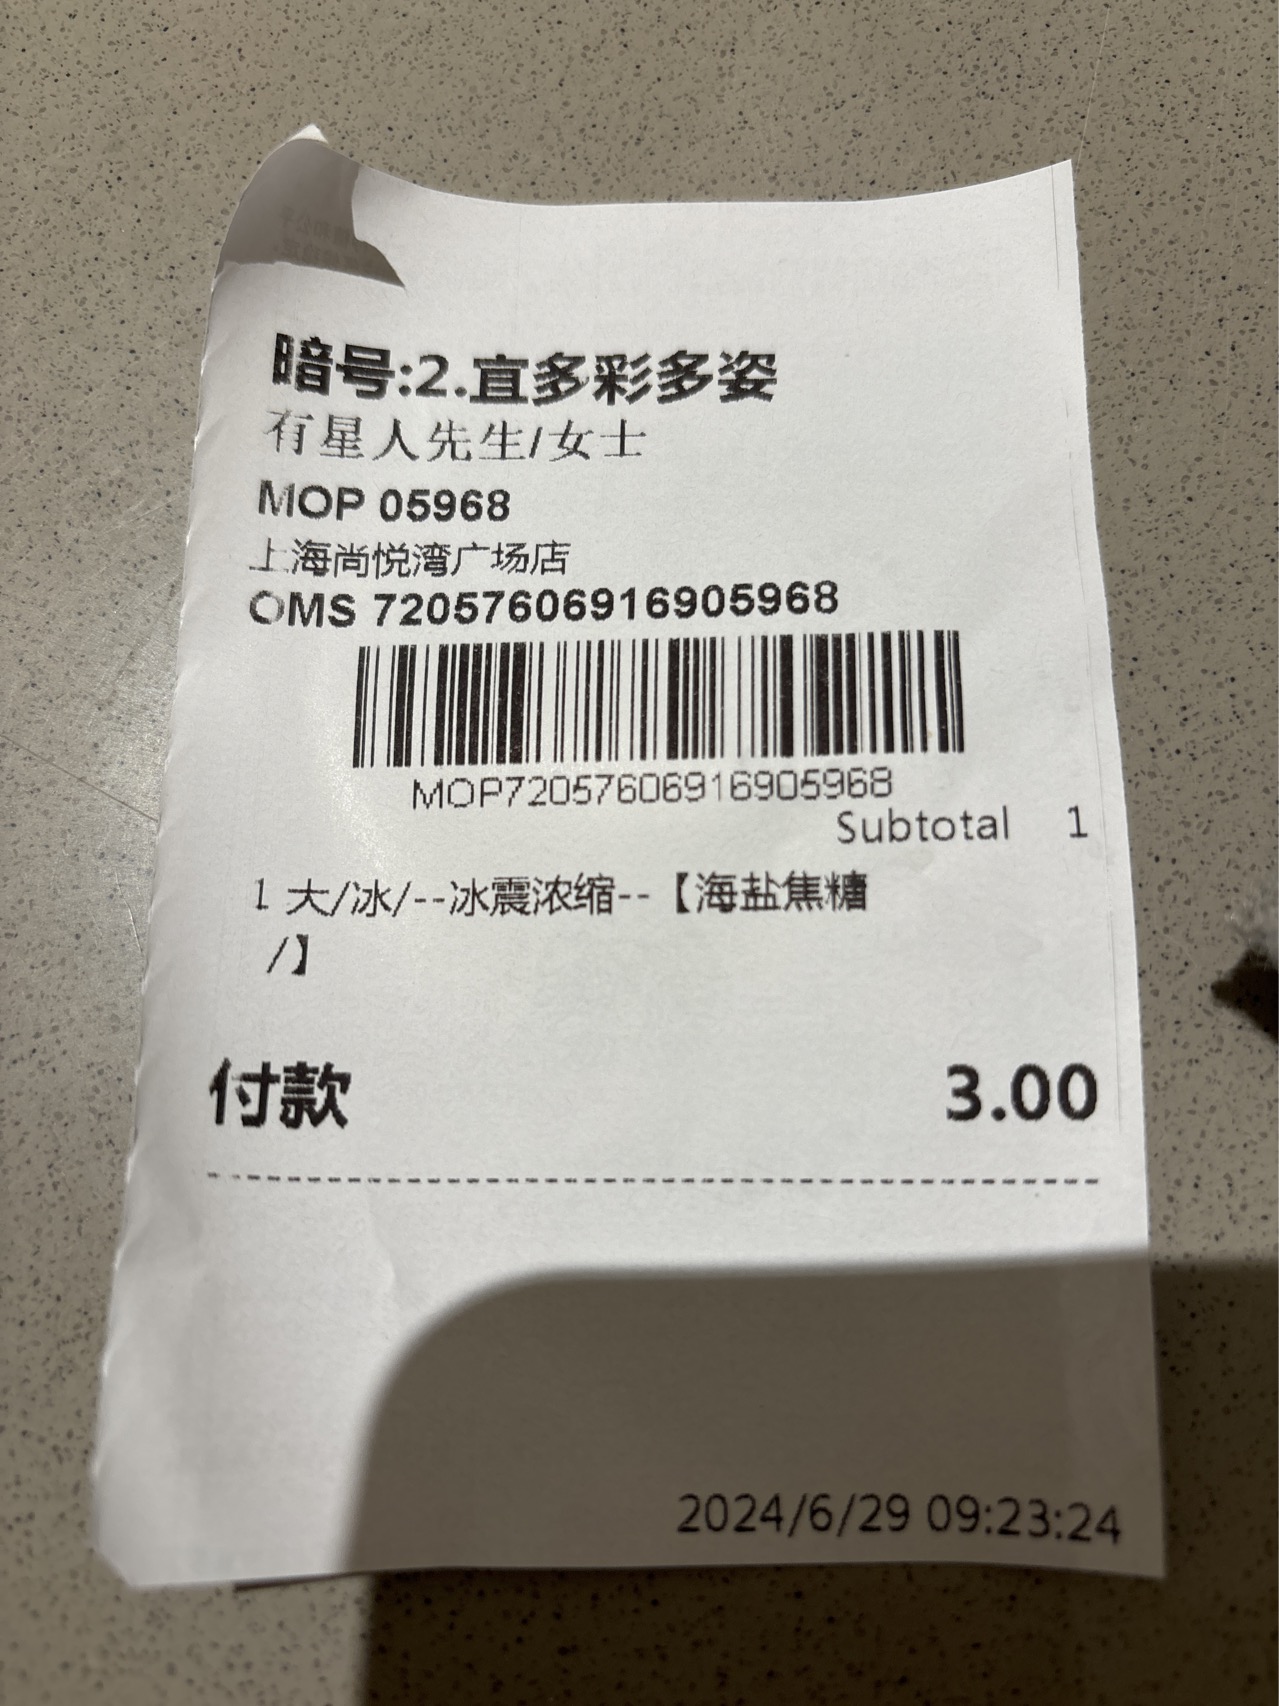 暗号:2.宜多彩多姿
有星人先生/女士
MOP 05968
上海尚悦湾广场店
OMS 72057606916905968
MOP72057606916905968
Subtotal 1
1 大/冰/--冰震浓缩--【海盐焦糖
/】
付款 3.00
2024/6/29 09:23:24